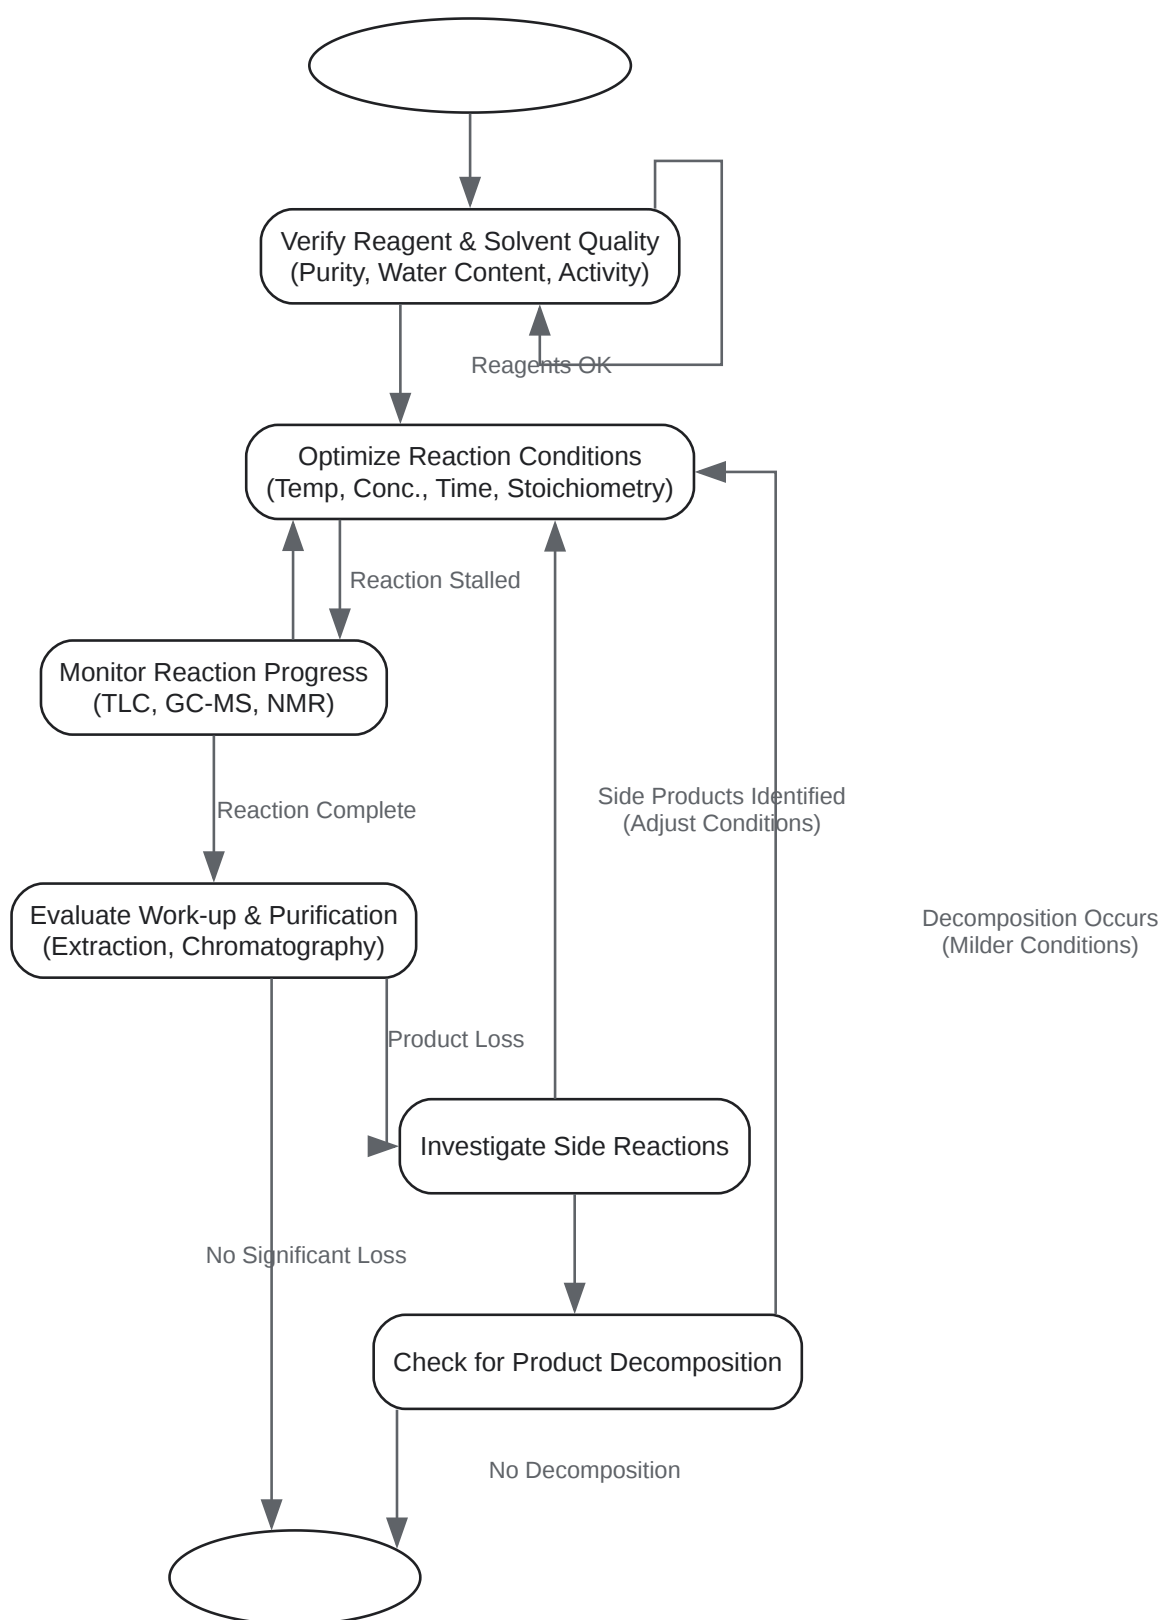 Verify Reagent & Solvent Quality
(Purity, Water Content, Activity)
Reagents OK
Optimize Reaction Conditions
(Temp, Conc., Time, Stoichiometry)
Reaction Stalled
Monitor Reaction Progress
(TLC, GC-MS, NMR)
Side Products Identified
(Adjust Conditions)
Reaction Complete
Evaluate Work-up & Purification
(Extraction, Chromatography)
Decomposition Occurs
(Milder Conditions)
Product Loss
Investigate Side Reactions
No Significant Loss
Check for Product Decomposition
No Decomposition